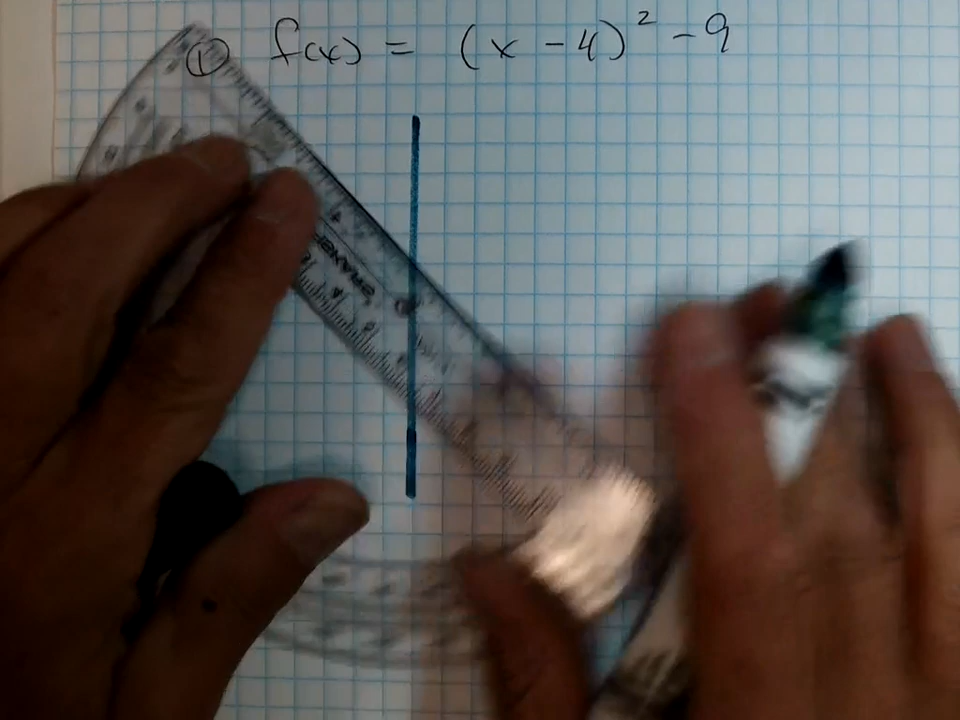 ① f(x) = (x - 4)² - 9